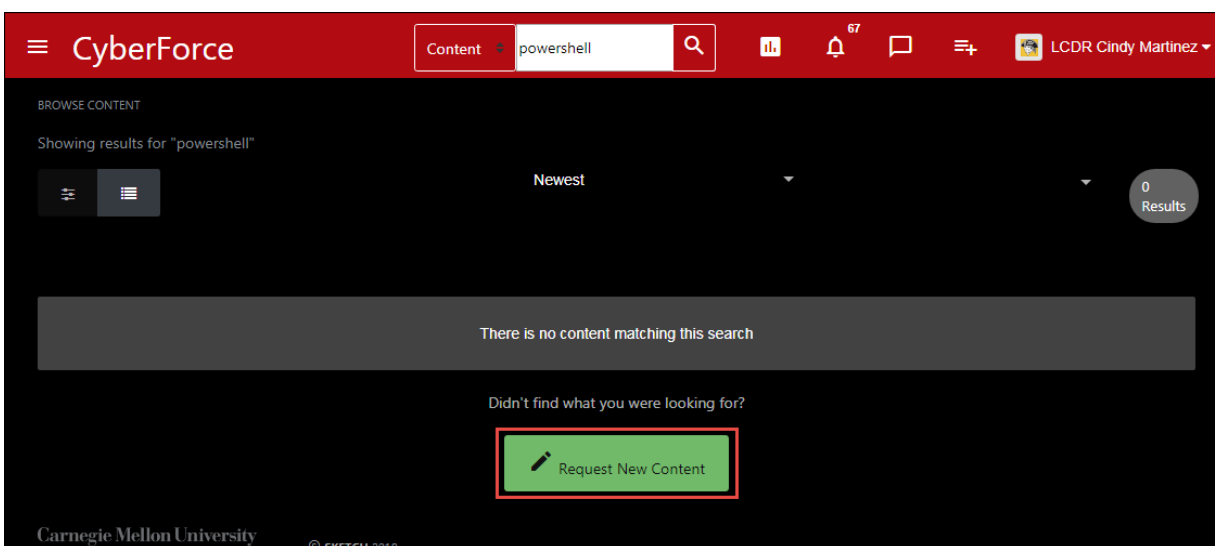 CyberForce
Content
powershell
67
LCDR Cindy Martinez
BROWSE CONTENT
Showing results for "powershell"
Newest
0
Results
There is no content matching this search
Didn't find what you were looking for?
Request New Content
Carnegie Mellon University
©